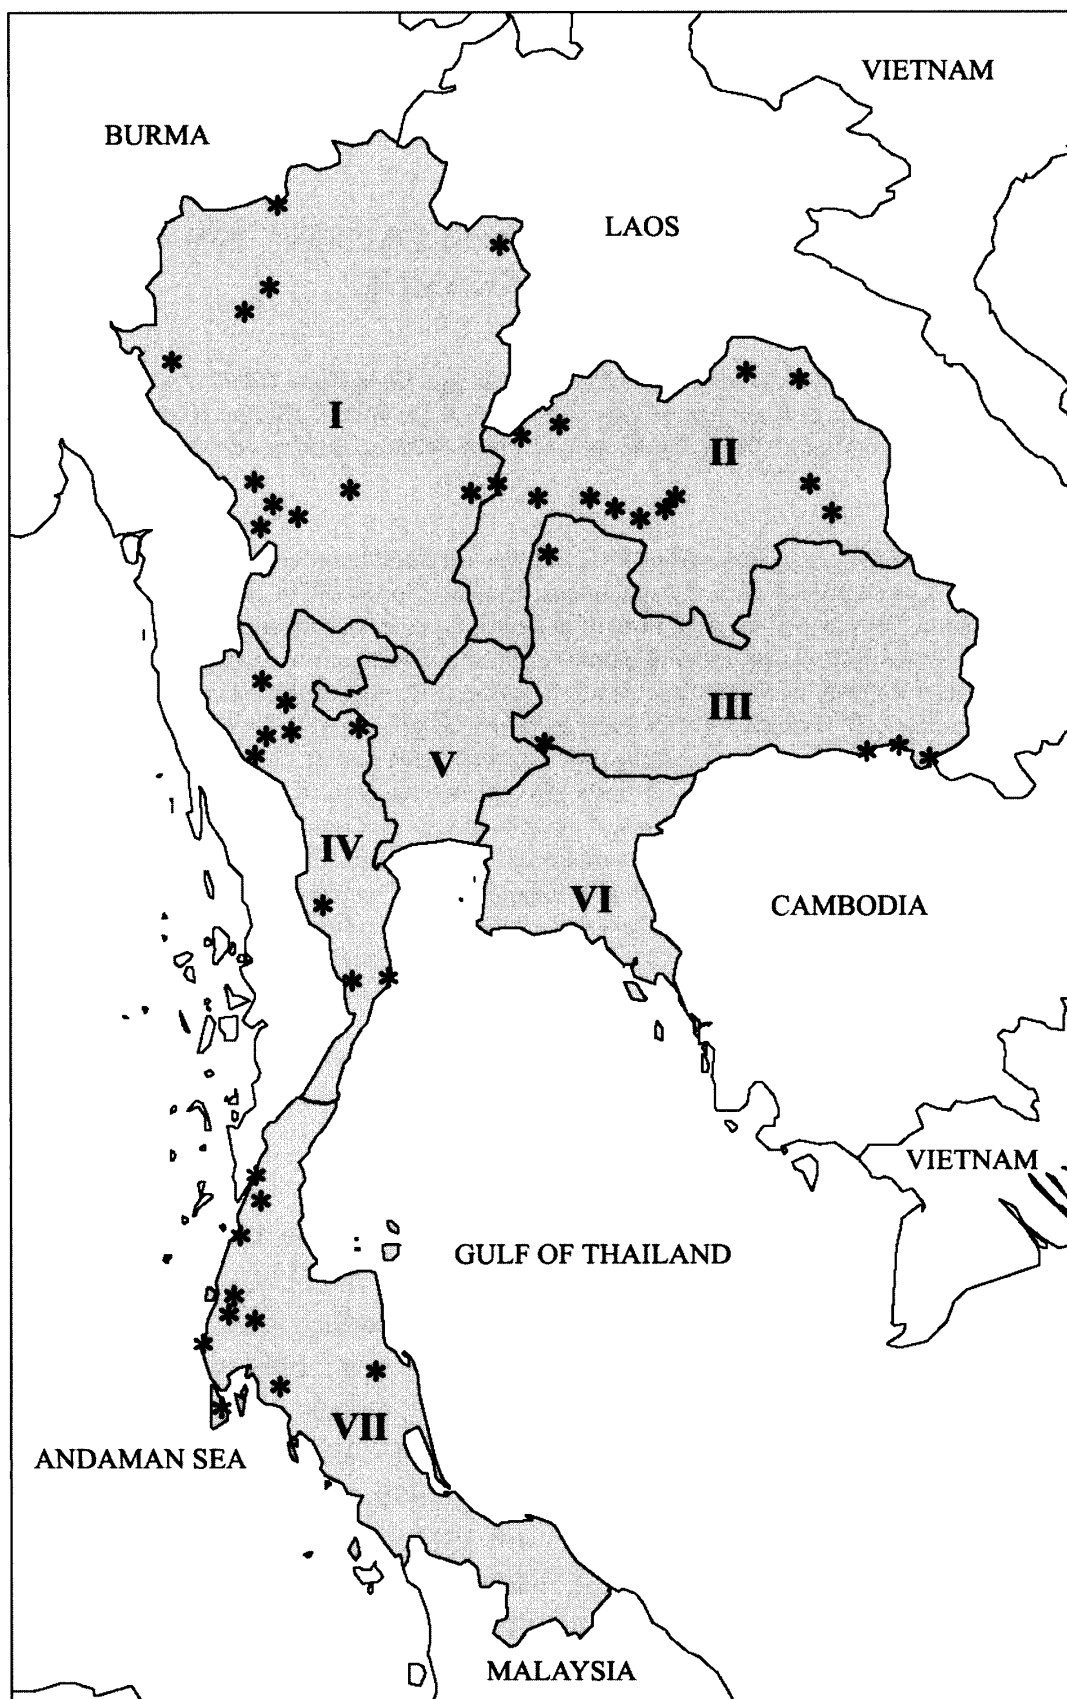 VIETNAM
BURMA
LAOS
I
II
III
V
IV
VI
CAMBODIA
VIETNAM
GULF OF THAILAND
VII
ANDAMAN SEA
MALAYSIA